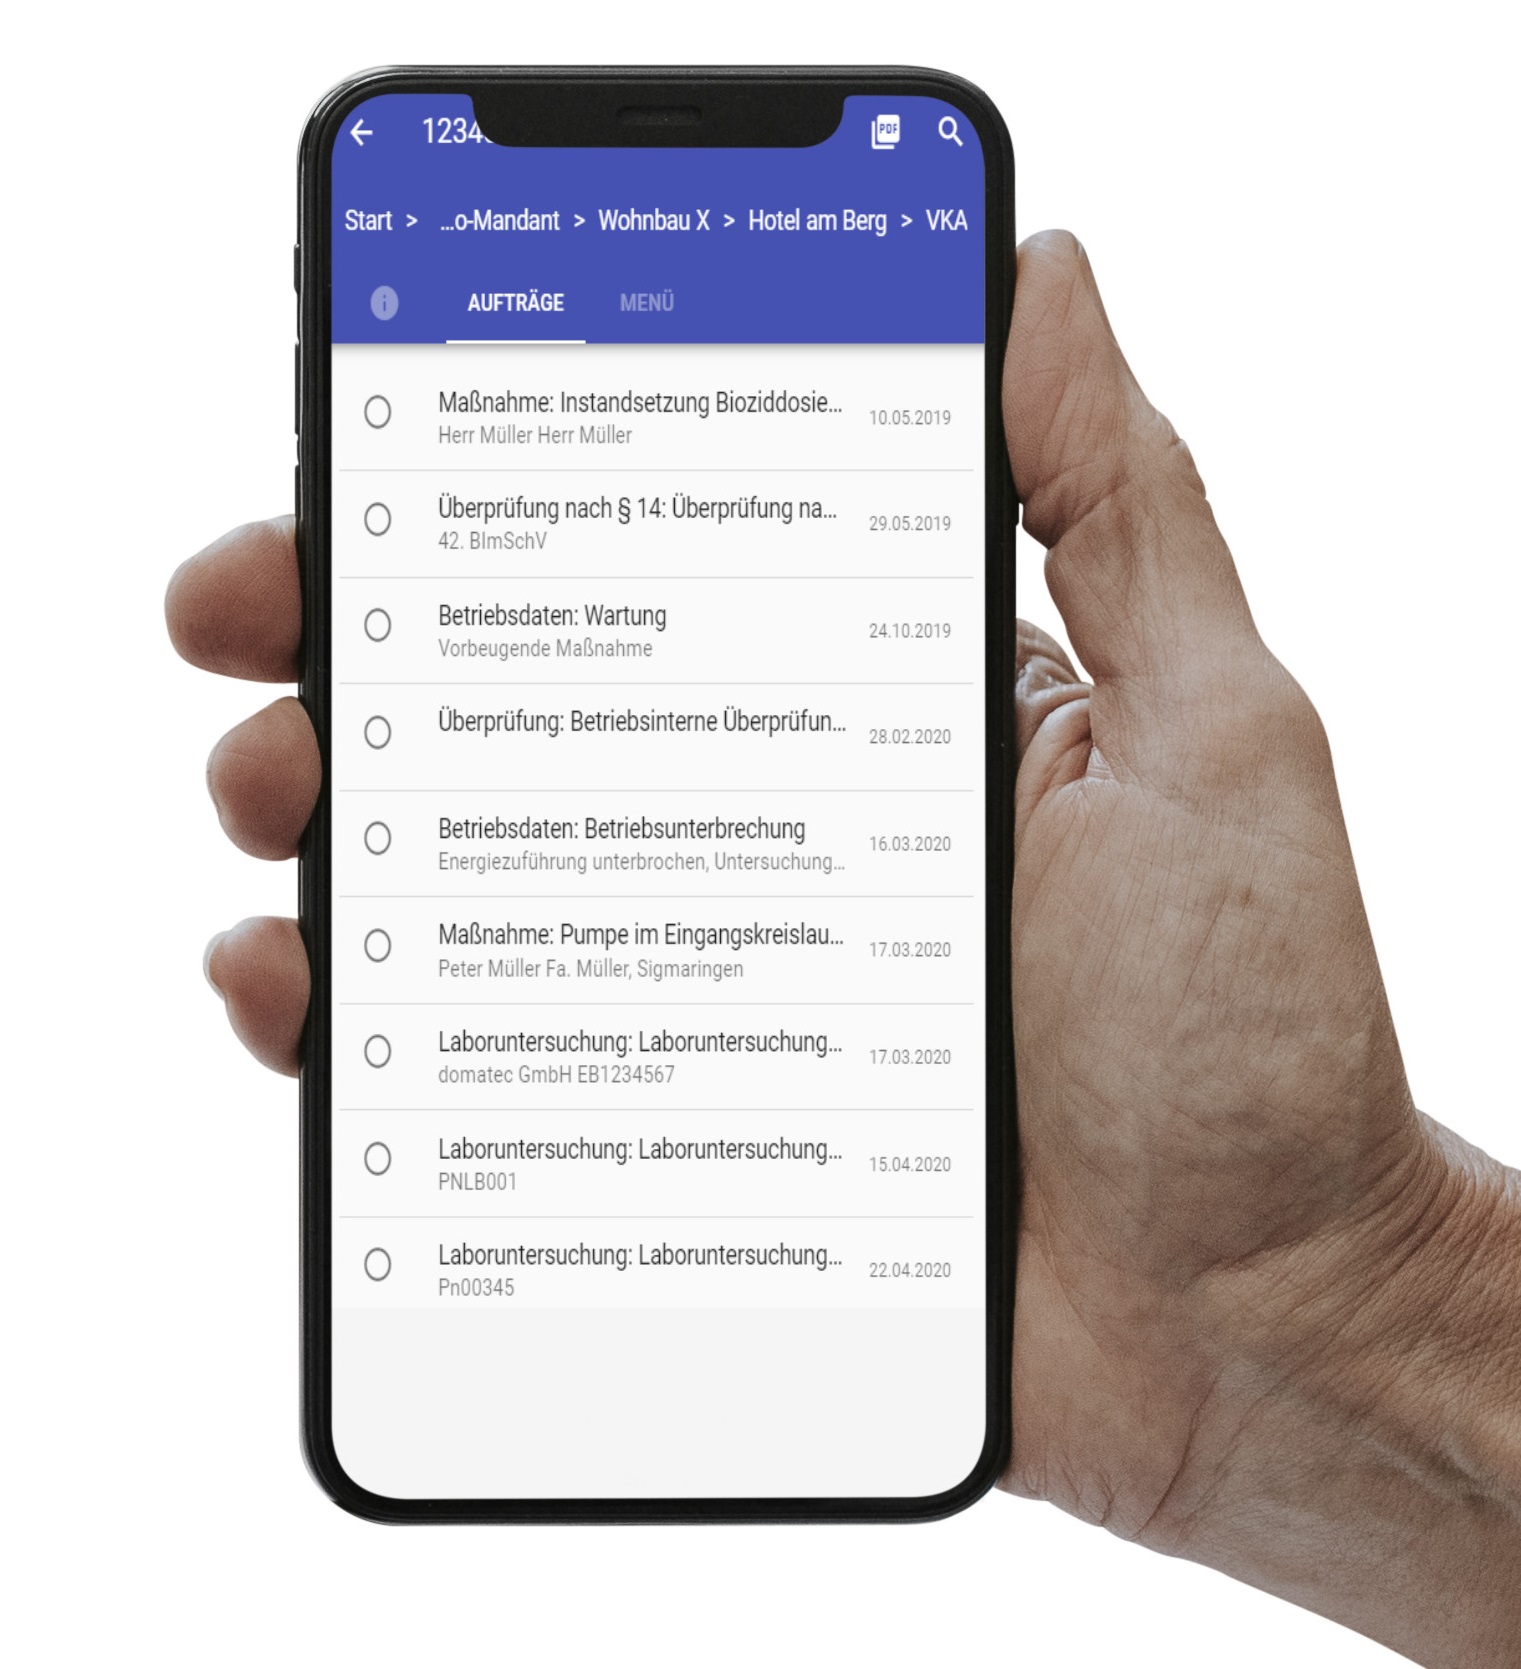 PDF
Start > ...o-Mandant > Wohnbau X > Hotel am Berg > VKA
i AUFTRÄGE MENÜ
Maßnahme: Instandsetzung Bioziddosie... 10.05.2019
Herr Müller Herr Müller
Überprüfung nach § 14: Überprüfung na... 29.05.2019
42. BImSchV
Betriebsdaten: Wartung 24.10.2019
Vorbeugende Maßnahme
Überprüfung: Betriebsinterne Überprüfun... 28.02.2020
Betriebsdaten: Betriebsunterbrechung 16.03.2020
Energiezuführung unterbrochen, Untersuchung...
Maßnahme: Pumpe im Eingangskreislau... 17.03.2020
Peter Müller Fa. Müller, Sigmaringen
Laboruntersuchung: Laboruntersuchung... 17.03.2020
domatec GmbH EB1234567
Laboruntersuchung: Laboruntersuchung... 15.04.2020
PNLB001
Laboruntersuchung: Laboruntersuchung... 22.04.2020
Pn00345